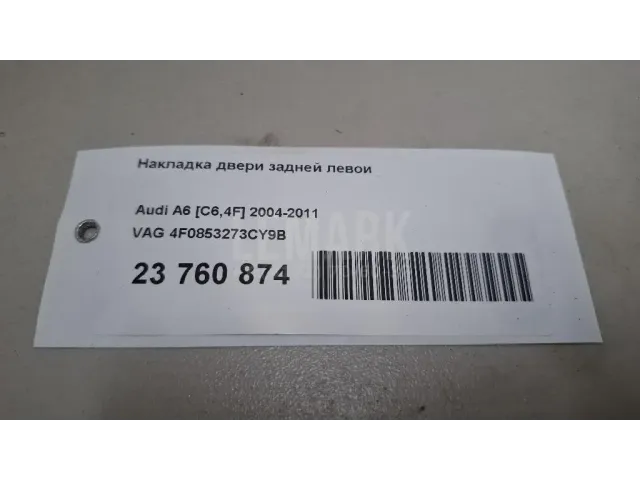 Накладка двери задней левои
Audi A6 [C6,4F] 2004-2011
VAG 4F0853273CY9B
23 760 874